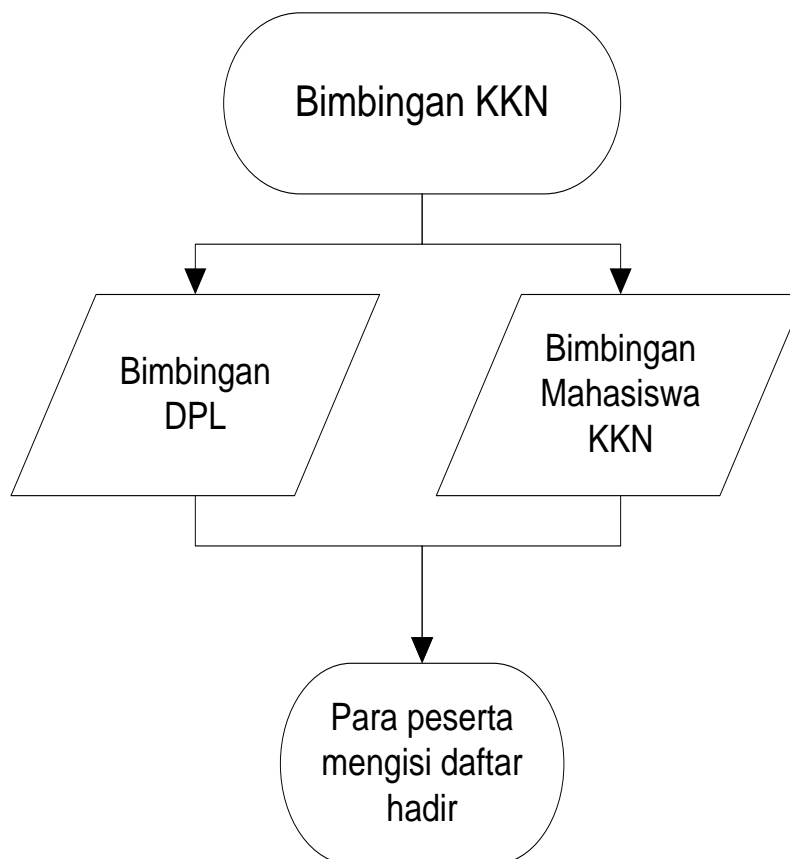 Bimbingan KKN
Bimbingan
DPL
Bimbingan
Mahasiswa
KKN
Para peserta
mengisi daftar
hadir